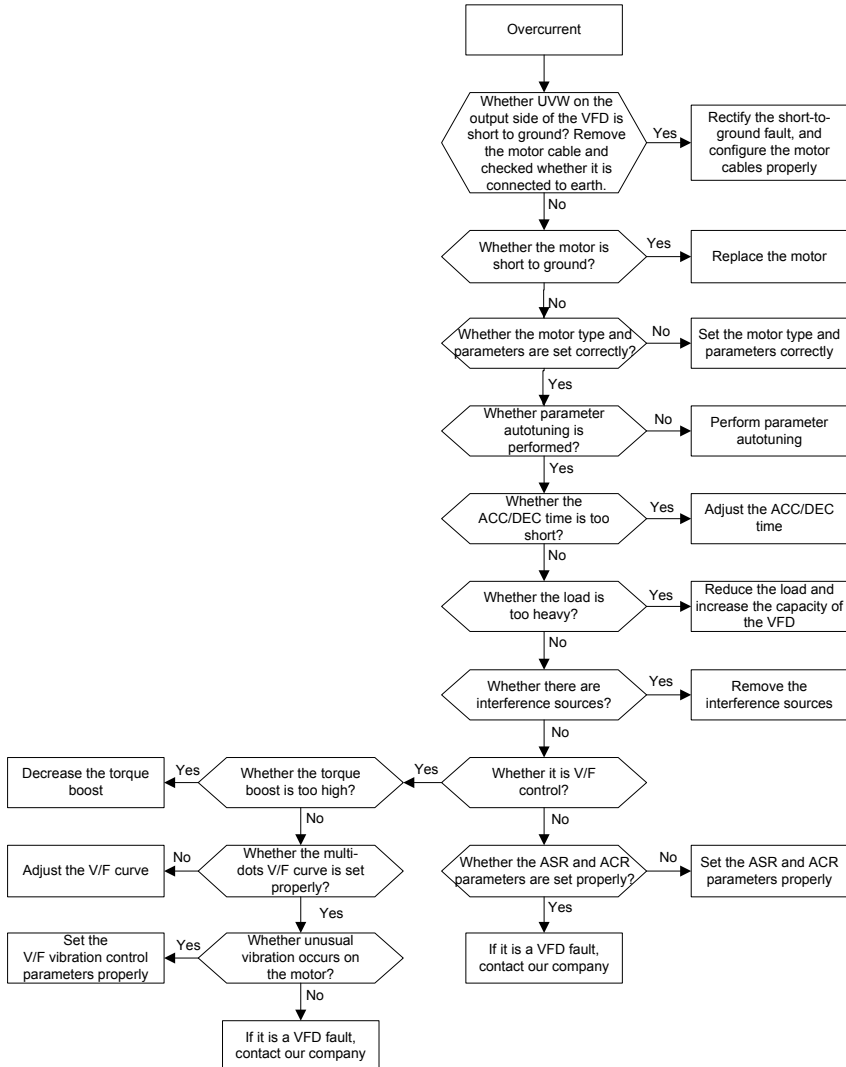 Overcurrent
Whether UVW on the
output side of the VFD is
short to ground? Remove
the motor cable and
checked whether it is
connected to earth.
Yes
Rectify the short-to-
ground fault, and
configure the motor
cables properly
No
Whether the motor is
short to ground?
Yes
Replace the motor
No
Whether the motor type and
parameters are set correctly?
No
Set the motor type and
parameters correctly
Yes
Whether parameter
autotuning is
performed?
No
Perform parameter
autotuning
Yes
Whether the
ACC/DEC time is too
short?
Yes
Adjust the ACC/DEC
time
No
Whether the load is
too heavy?
Yes
Reduce the load and
increase the capacity of
the VFD
No
Whether there are
interference sources?
Yes
Remove the
interference sources
No
Whether it is V/F
control?
Yes
Whether the torque
boost is too high?
Yes
Decrease the torque
boost
No
Whether the multi-
dots V/F curve is set
properly?
No
Adjust the V/F curve
Yes
Whether unusual
vibration occurs on
the motor?
Yes
Set the
V/F vibration control
parameters properly
No
If it is a VFD fault,
contact our company
No
Whether the ASR and ACR
parameters are set properly?
No
Set the ASR and ACR
parameters properly
Yes
If it is a VFD fault,
contact our company